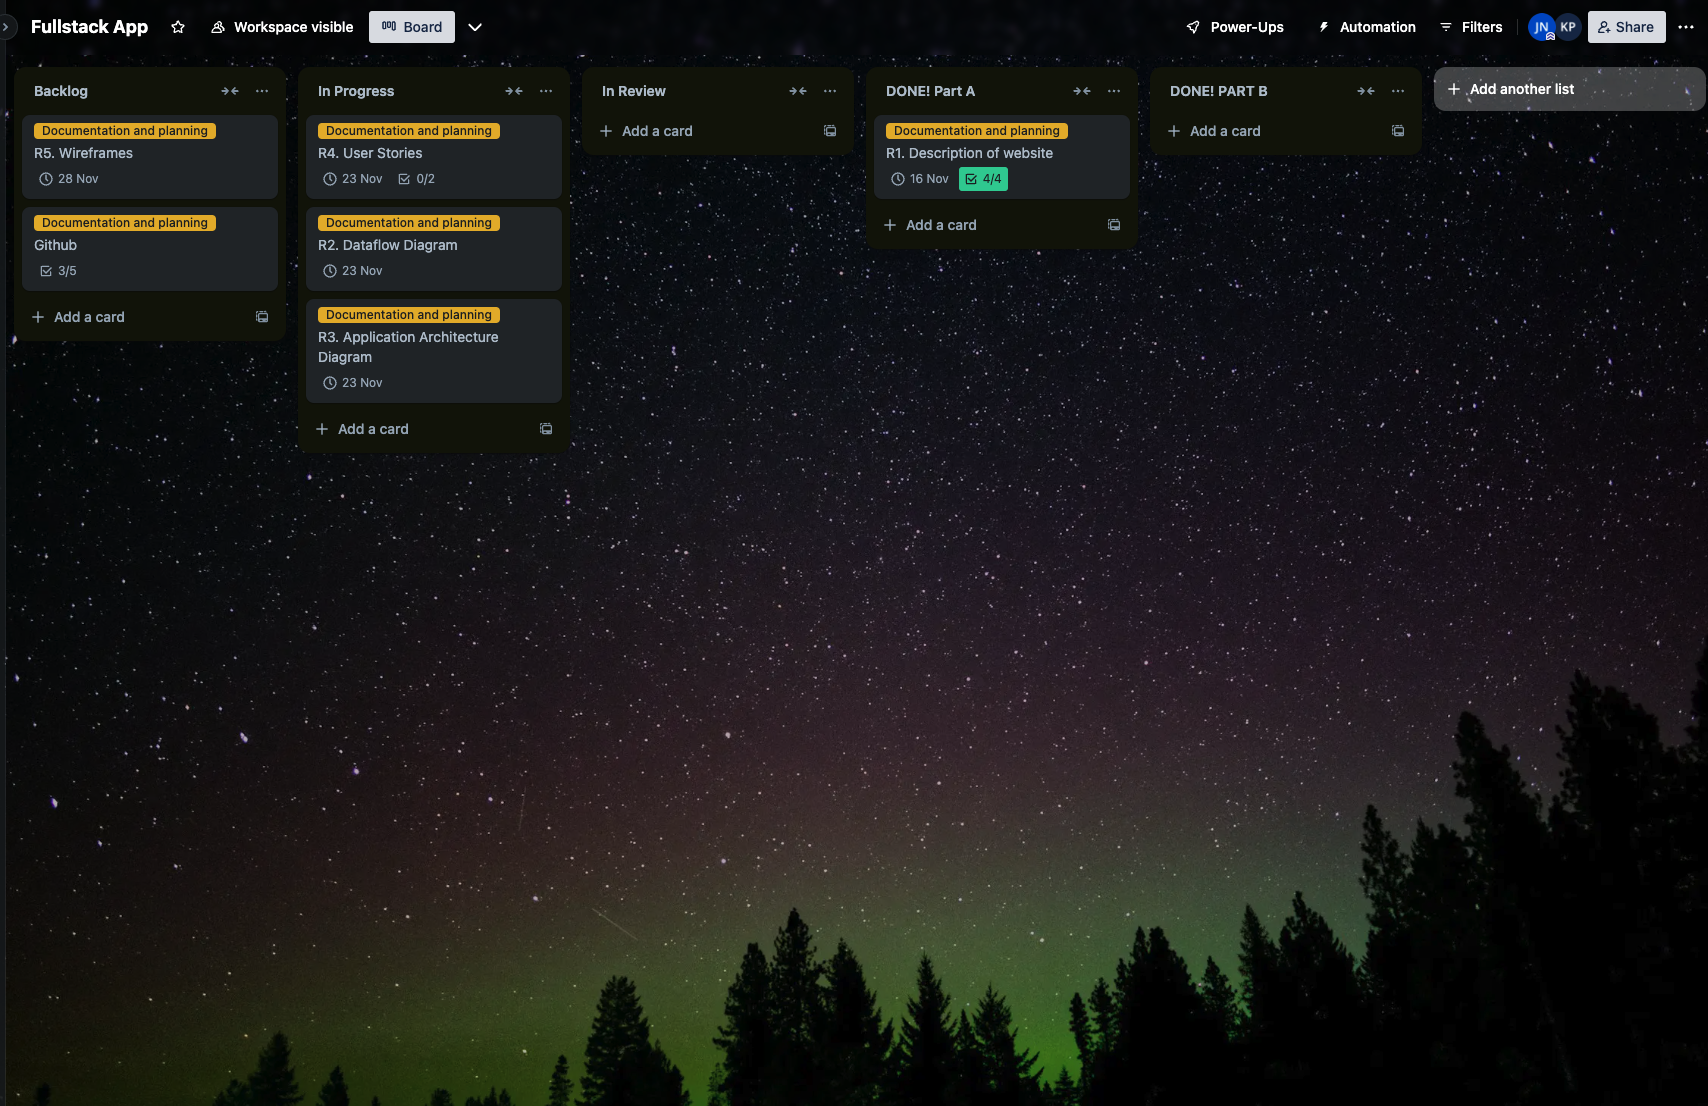 Fullstack App
Workspace visible
Board
Power-Ups
Automation
Filters
JN
KP
Share
Backlog
Documentation and planning
R5. Wireframes
28 Nov
Documentation and planning
Github
3/5
Add a card
In Progress
Documentation and planning
R4. User Stories
23 Nov 0/2
Documentation and planning
R2. Dataflow Diagram
23 Nov
Documentation and planning
R3. Application Architecture
Diagram
23 Nov
Add a card
In Review
Add a card
DONE! Part A
Documentation and planning
R1. Description of website
16 Nov 4/4
Add a card
DONE! PART B
Add a card
Add another list